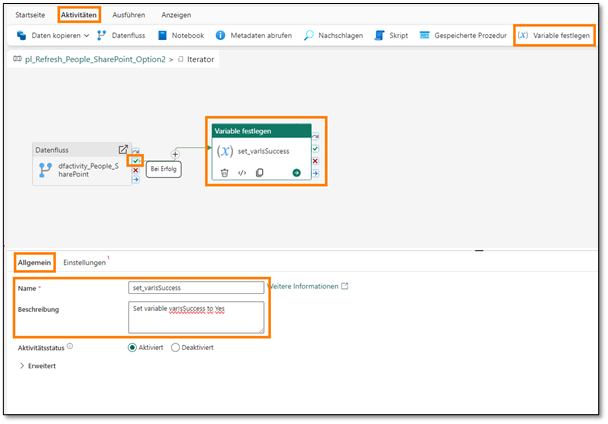 Startseite Aktivitäten Ausführen Anzeigen
Daten kopieren Datenfluss Notebook Metadaten abrufen Nachschlagen Skript Gespeicherte Prozedur (x) Variable festlegen
pl_Refresh_People_SharePoint_Option2 > Iterator
Variable festlegen
(x) set_varIsSuccess
Datenfluss
dfactivity_People_S
harePoint
Bei Erfolg
Allgemein Einstellungen 1
Name * set_varIsSuccess Weitere Informationen
Beschreibung Set variable varIsSuccess to Yes
Aktivitätsstatus Aktiviert Deaktiviert
Erweitert